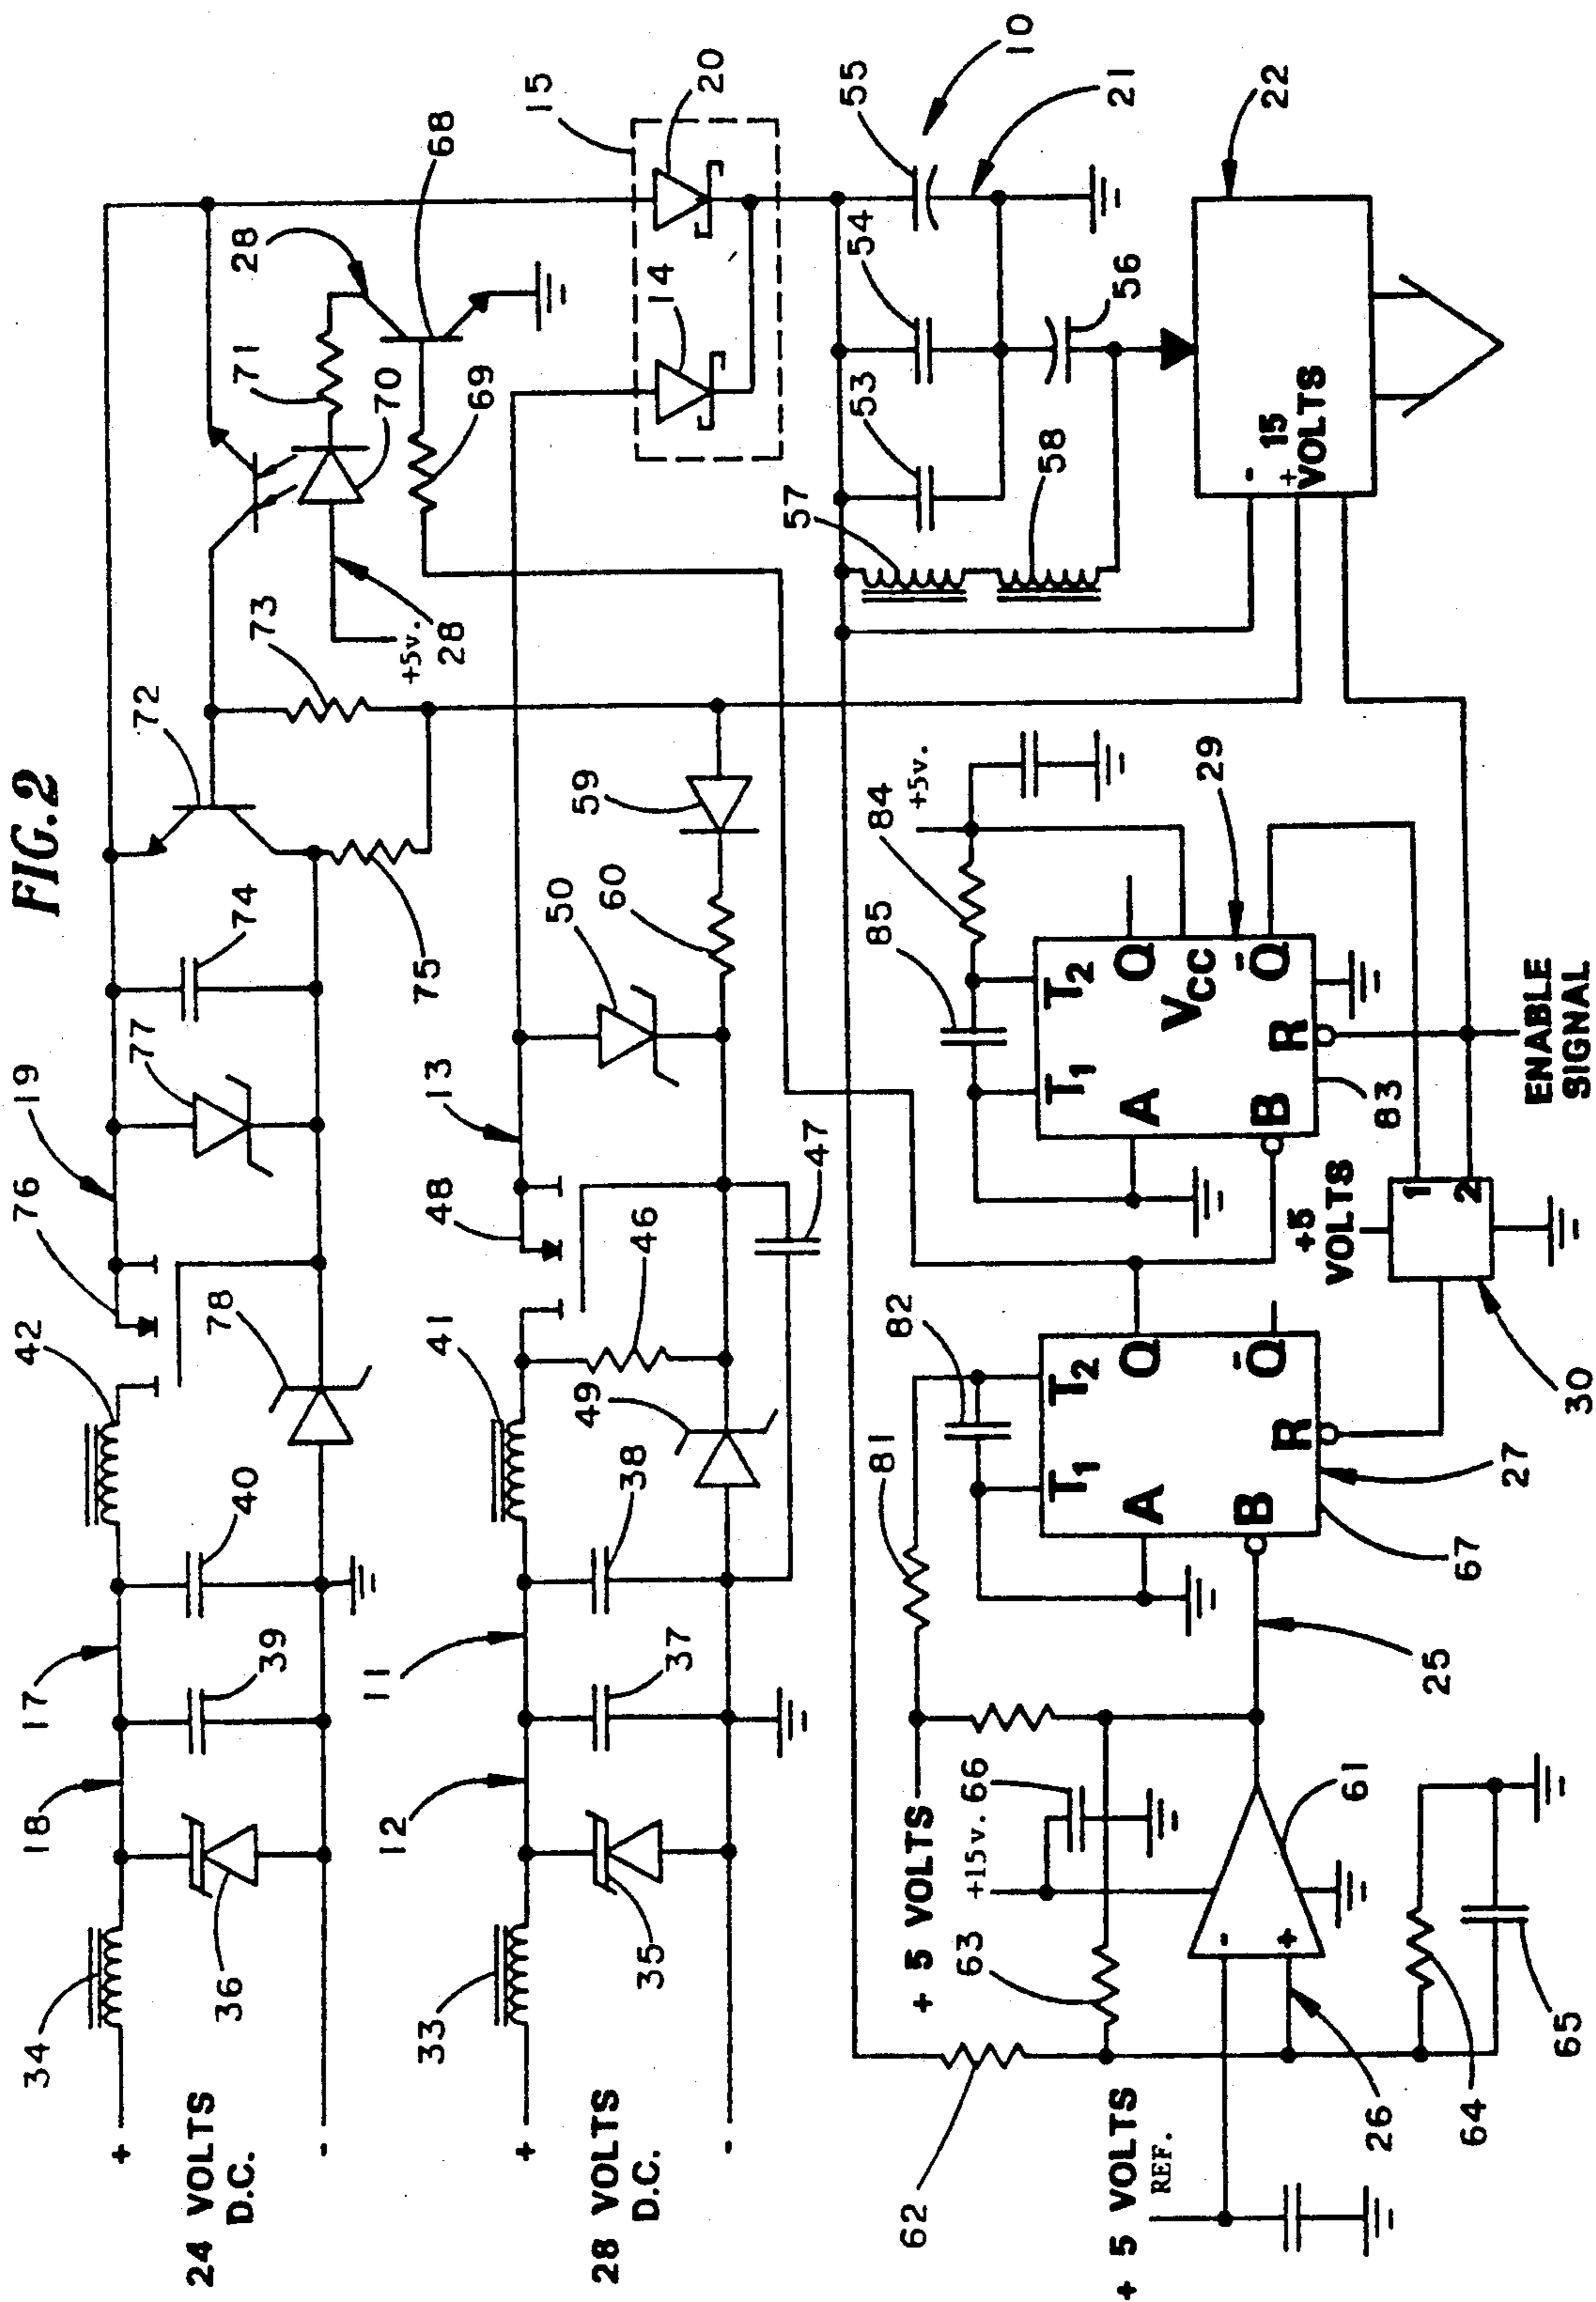 FIG.2
24 VOLTS
D.C.
+
-
34
36
18
17
39
40
42
78
76
19
77
74
75
72
73
+5v.
28
28
71
70
69
68
28 VOLTS
D.C.
+
-
33
35
12
11
37
38
41
49
46
48
13
47
50
60
59
15
14
20
57
53
54
55
10
21
58
56
22
-
+ 15
VOLTS
62
+ 5 VOLTS
REF.
26
64
65
63
+ 5 VOLTS
+15v.
66
61
-
+
25
81
82
T1
T2
A
Q
B
R
Q̄
67
27
30
+5
VOLTS
1
2
85
84
+5v.
29
T1
T2
A
Q
VCC
B
R
Q̄
83
ENABLE
SIGNAL